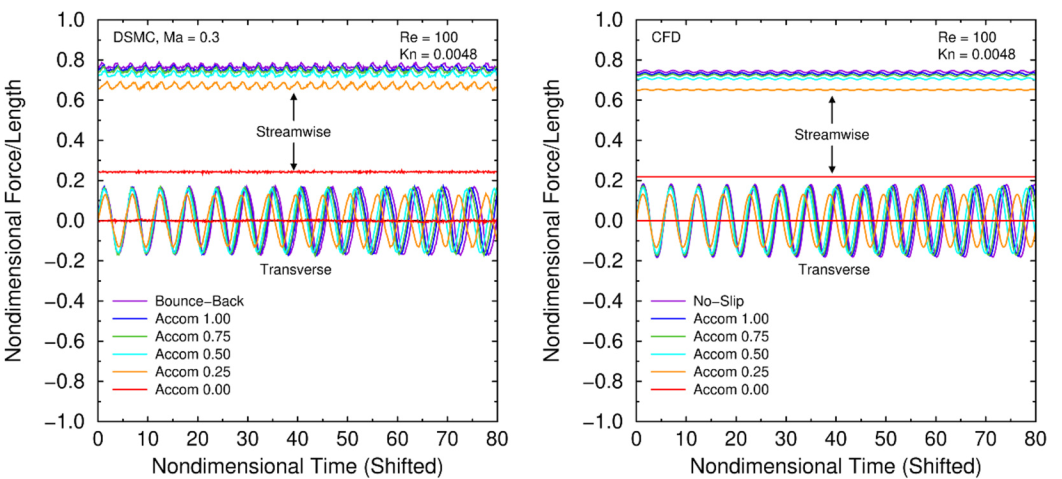 DSMC, Ma = 0.3
Re = 100
Kn = 0.0048
Streamwise
Transverse
Bounce−Back
Accom 1.00
Accom 0.75
Accom 0.50
Accom 0.25
Accom 0.00
1.0
0.8
0.6
0.4
0.2
0.0
−0.2
−0.4
−0.6
−0.8
−1.0
Nondimensional Force/Length
0 10 20 30 40 50 60 70 80
Nondimensional Time (Shifted)
CFD
Re = 100
Kn = 0.0048
Streamwise
Transverse
No−Slip
Accom 1.00
Accom 0.75
Accom 0.50
Accom 0.25
Accom 0.00
1.0
0.8
0.6
0.4
0.2
0.0
−0.2
−0.4
−0.6
−0.8
−1.0
Nondimensional Force/Length
0 10 20 30 40 50 60 70 80
Nondimensional Time (Shifted)